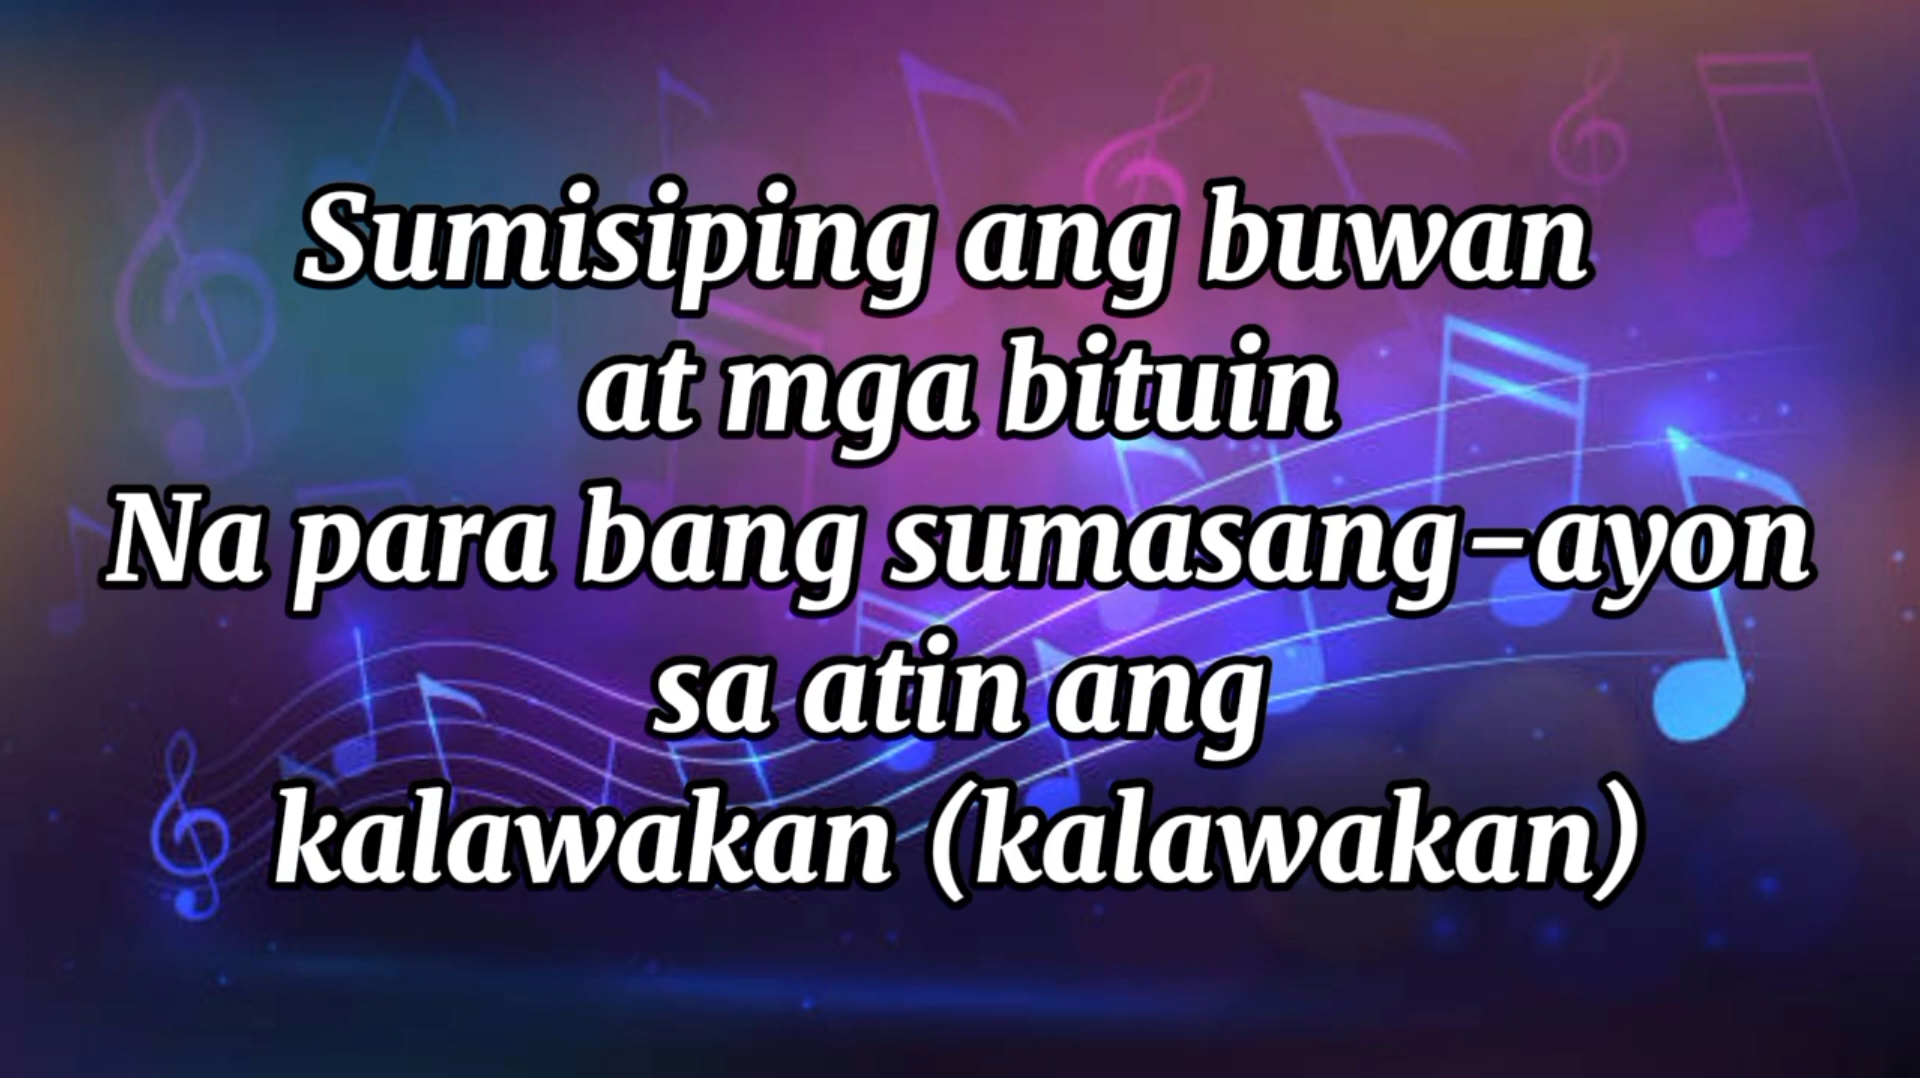 Sumisiping ang buwan
at mga bituin
Na para bang sumasang-ayon
sa atin ang
kalawakan (kalawakan)